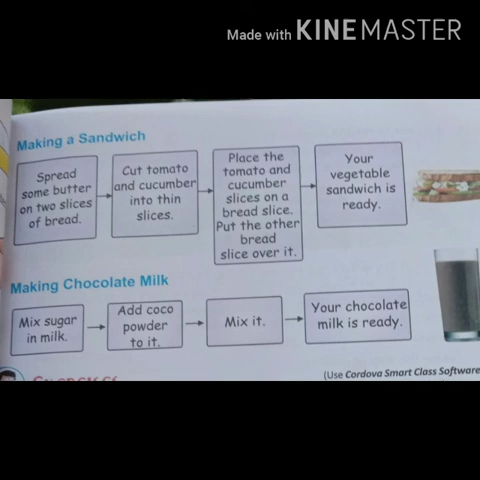 Made with KINEMASTER
Making a Sandwich
Spread
some butter
on two slices
of bread.
Cut tomato
and cucumber
into thin
slices.
Place the
tomato and
cucumber
slices on a
bread slice.
Put the other
bread
slice over it.
Your
vegetable
sandwich is
ready.
Making Chocolate Milk
Mix sugar
in milk.
Add coco
powder
to it.
Mix it.
Your chocolate
milk is ready.
(Use Cordova Smart Class Software